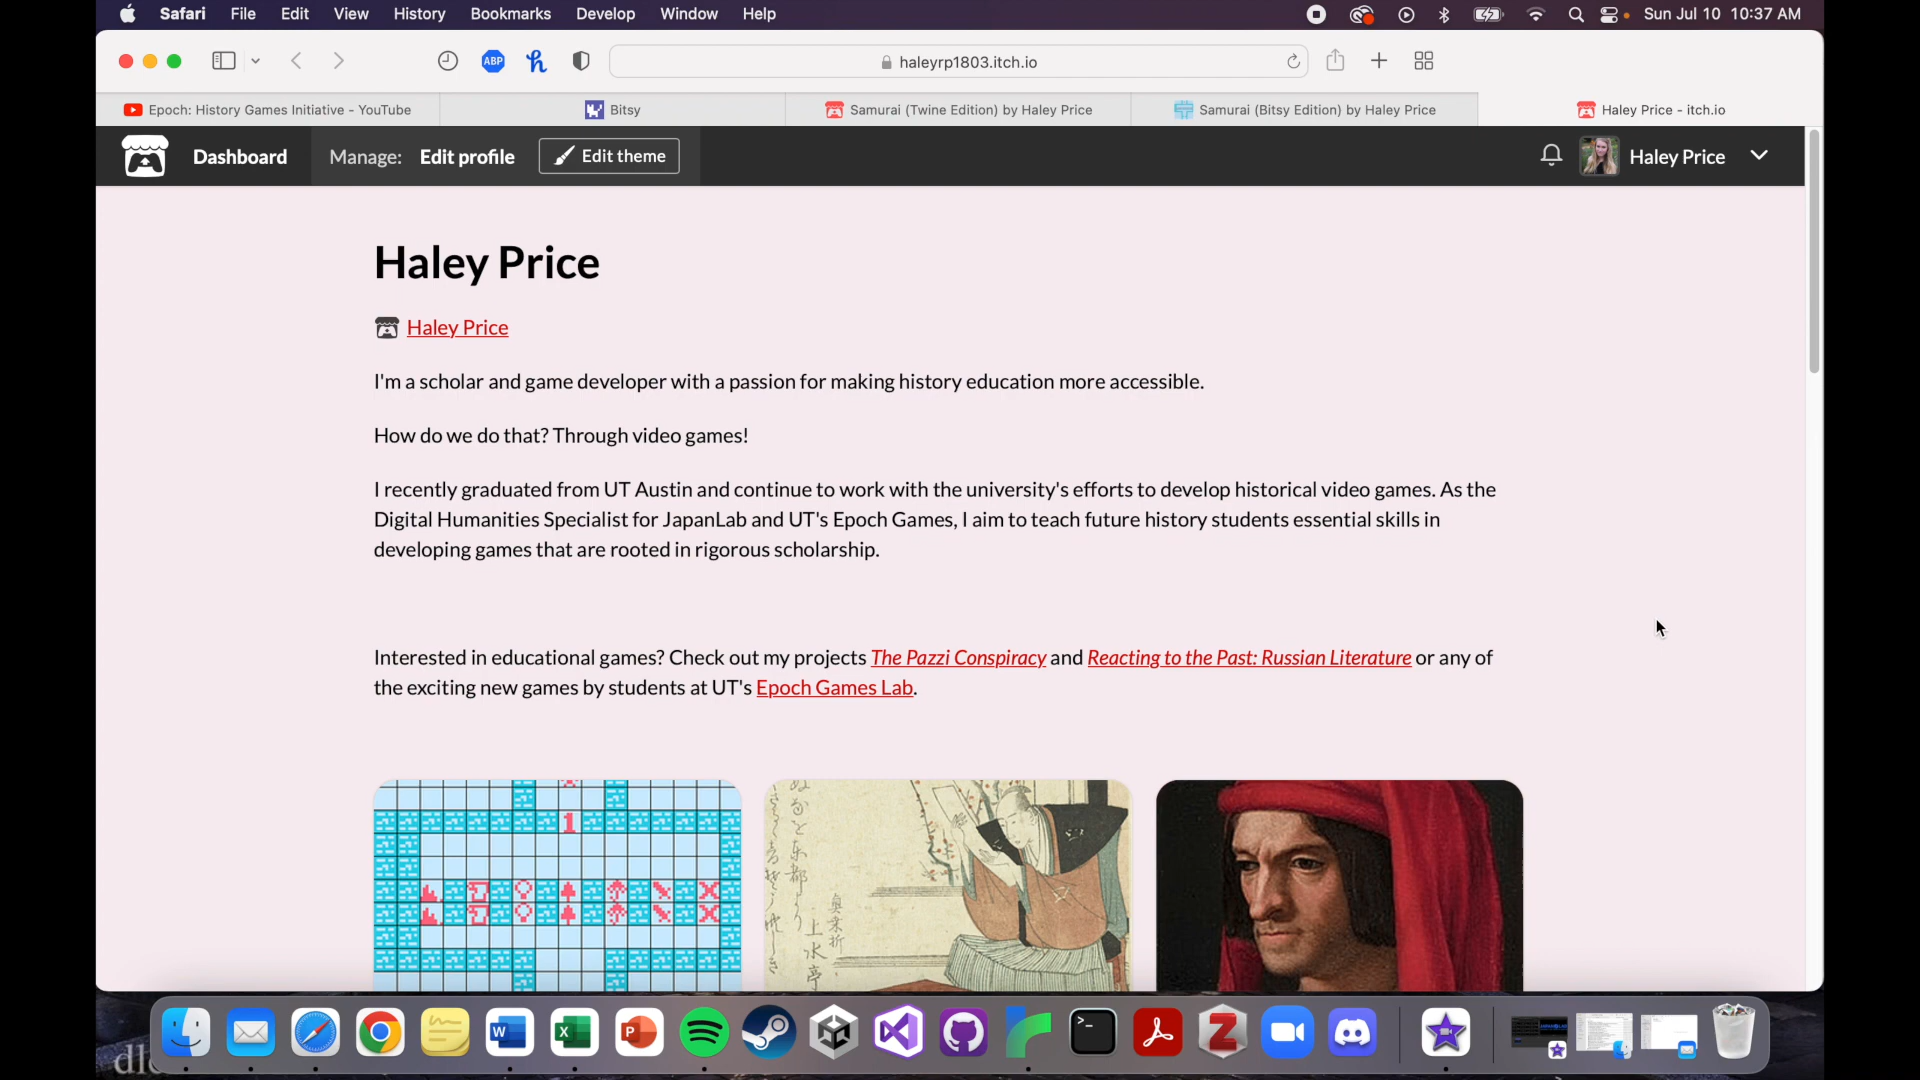 Safari File Edit View History Bookmarks Develop Window Help Sun Jul 10 10:37 AM
ABP haleyrp1803.itch.io
Epoch: History Games Initiative - YouTube Bitsy Samurai (Twine Edition) by Haley Price Samurai (Bitsy Edition) by Haley Price Haley Price - itch.io
Dashboard Manage: Edit profile Edit theme Haley Price
Haley Price
Haley Price
I'm a scholar and game developer with a passion for making history education more accessible.
How do we do that? Through video games!
I recently graduated from UT Austin and continue to work with the university's efforts to develop historical video games. As the
Digital Humanities Specialist for JapanLab and UT's Epoch Games, I aim to teach future history students essential skills in
developing games that are rooted in rigorous scholarship.
Interested in educational games? Check out my projects The Pazzi Conspiracy and Reacting to the Past: Russian Literature or any of
the exciting new games by students at UT's Epoch Games Lab.
1
上水亭